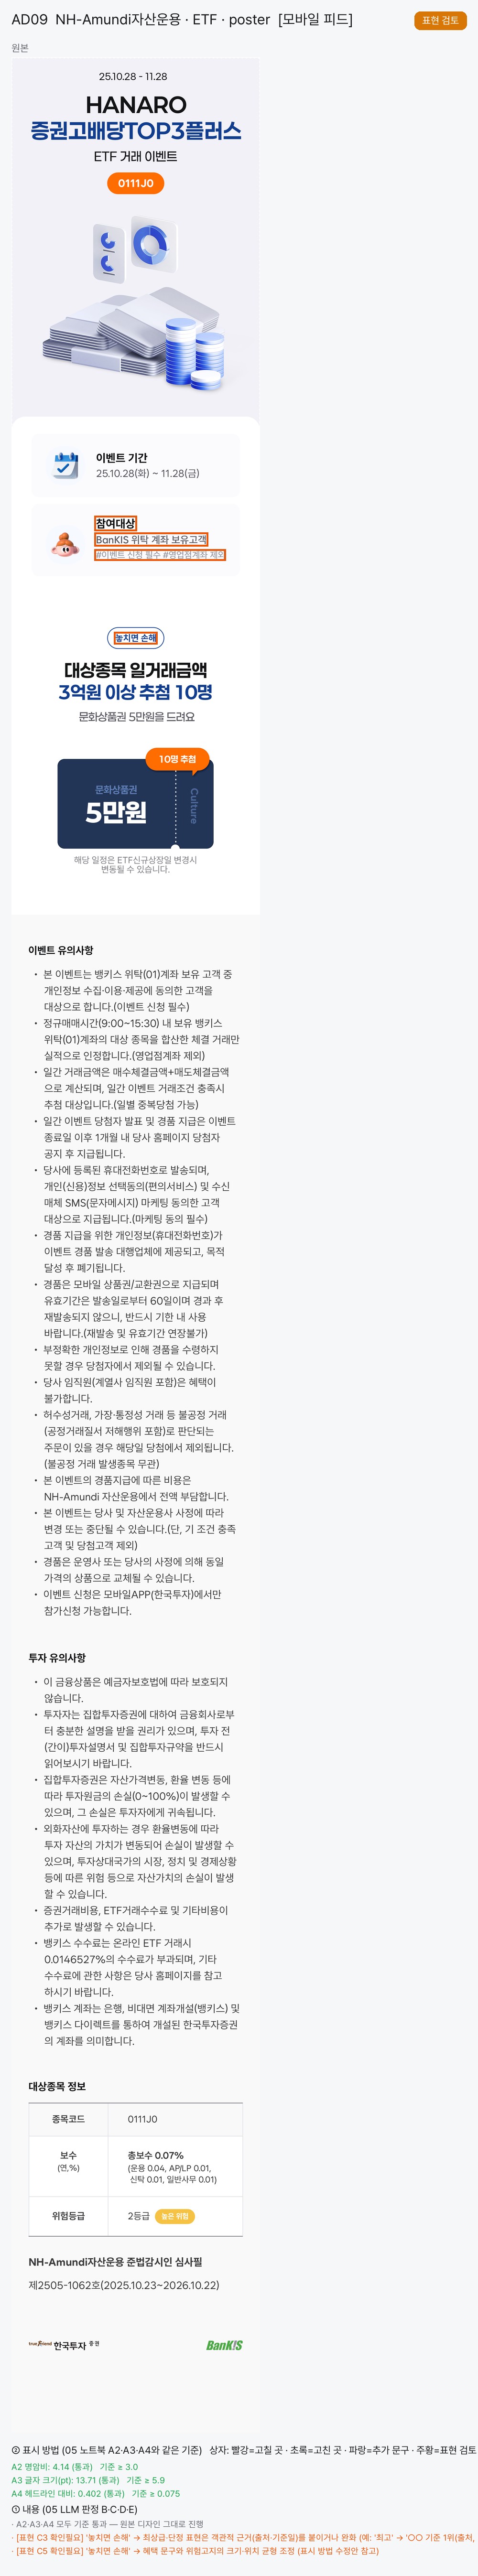 AD09 NH-Amundi자산운용 · ETF · poster [모바일 피드]
표현 검토
원본
25.10.28 - 11.28
HANARO
증권고배당TOP3플러스
ETF 거래 이벤트
0111J0
이벤트 기간
25.10.28(화) ~ 11.28(금)
참여대상
BanKIS 위탁 계좌 보유고객
#이벤트 신청 필수 #영업점계좌 제외
놓치면 손해
대상종목 일거래금액
3억원 이상 추첨 10명
문화상품권 5만원을 드려요
10명 추첨
문화상품권
5만원
Culture
해당 일정은 ETF신규상장일 변경시
변동될 수 있습니다.
이벤트 유의사항
• 본 이벤트는 뱅키스 위탁(01)계좌 보유 고객 중
개인정보 수집·이용·제공에 동의한 고객을
대상으로 합니다.(이벤트 신청 필수)
• 정규매매시간(9:00~15:30) 내 보유 뱅키스
위탁(01)계좌의 대상 종목을 합산한 체결 거래만
실적으로 인정합니다.(영업점계좌 제외)
• 일간 거래금액은 매수체결금액+매도체결금액
으로 계산되며, 일간 이벤트 거래조건 충족시
추첨 대상입니다.(일별 중복당첨 가능)
• 일간 이벤트 당첨자 발표 및 경품 지급은 이벤트
종료일 이후 1개월 내 당사 홈페이지 당첨자
공지 후 지급됩니다.
• 당사에 등록된 휴대전화번호로 발송되며,
개인(신용)정보 선택동의(편의서비스) 및 수신
매체 SMS(문자메시지) 마케팅 동의한 고객
대상으로 지급됩니다.(마케팅 동의 필수)
• 경품 지급을 위한 개인정보(휴대전화번호)가
이벤트 경품 발송 대행업체에 제공되고, 목적
달성 후 폐기됩니다.
• 경품은 모바일 상품권/교환권으로 지급되며
유효기간은 발송일로부터 60일이며 경과 후
재발송되지 않으니, 반드시 기한 내 사용
바랍니다.(재발송 및 유효기간 연장불가)
• 부정확한 개인정보로 인해 경품을 수령하지
못할 경우 당첨자에서 제외될 수 있습니다.
• 당사 임직원(계열사 임직원 포함)은 혜택이
불가합니다.
• 허수성거래, 가장·통정성 거래 등 불공정 거래
(공정거래질서 저해행위 포함)로 판단되는
주문이 있을 경우 해당일 당첨에서 제외됩니다.
(불공정 거래 발생종목 무관)
• 본 이벤트의 경품지급에 따른 비용은
NH-Amundi 자산운용에서 전액 부담합니다.
• 본 이벤트는 당사 및 자산운용사 사정에 따라
변경 또는 중단될 수 있습니다.(단, 기 조건 충족
고객 및 당첨고객 제외)
• 경품은 운영사 또는 당사의 사정에 의해 동일
가격의 상품으로 교체될 수 있습니다.
• 이벤트 신청은 모바일APP(한국투자)에서만
참가신청 가능합니다.
투자 유의사항
• 이 금융상품은 예금자보호법에 따라 보호되지
않습니다.
• 투자자는 집합투자증권에 대하여 금융회사로부
터 충분한 설명을 받을 권리가 있으며, 투자 전
(간이)투자설명서 및 집합투자규약을 반드시
읽어보시기 바랍니다.
• 집합투자증권은 자산가격변동, 환율 변동 등에
따라 투자원금의 손실(0~100%)이 발생할 수
있으며, 그 손실은 투자자에게 귀속됩니다.
• 외화자산에 투자하는 경우 환율변동에 따라
투자 자산의 가치가 변동되어 손실이 발생할 수
있으며, 투자상대국가의 시장, 정치 및 경제상황
등에 따른 위험 등으로 자산가치의 손실이 발생
할 수 있습니다.
• 증권거래비용, ETF거래수수료 및 기타비용이
추가로 발생할 수 있습니다.
• 뱅키스 수수료는 온라인 ETF 거래시
0.0146527%의 수수료가 부과되며, 기타
수수료에 관한 사항은 당사 홈페이지를 참고
하시기 바랍니다.
• 뱅키스 계좌는 은행, 비대면 계좌개설(뱅키스) 및
뱅키스 다이렉트를 통하여 개설된 한국투자증권
의 계좌를 의미합니다.
대상종목 정보
종목코드 0111J0
보수 총보수 0.07%
(연,%) (운용 0.04, AP/LP 0.01,
신탁 0.01, 일반사무 0.01)
위험등급 2등급 높은 위험
NH-Amundi자산운용 준법감시인 심사필
제2505-1062호(2025.10.23~2026.10.22)
true friend 한국투자 증권
BanKIS
② 표시 방법 (05 노트북 A2·A3·A4와 같은 기준) 상자: 빨강=고칠 곳 · 초록=고친 곳 · 파랑=추가 문구 · 주황=표현 검토
A2 명암비: 4.14 (통과) 기준 ≥ 3.0
A3 글자 크기(pt): 13.71 (통과) 기준 ≥ 5.9
A4 헤드라인 대비: 0.402 (통과) 기준 ≥ 0.075
① 내용 (05 LLM 판정 B·C·D·E)
· A2·A3·A4 모두 기준 통과 — 원본 디자인 그대로 진행
· [표현 C3 확인필요] '놓치면 손해' → 최상급·단정 표현은 객관적 근거(출처·기준일)를 붙이거나 완화 (예: '최고' → '○○ 기준 1위(출처,
· [표현 C5 확인필요] '놓치면 손해' → 혜택 문구와 위험고지의 크기·위치 균형 조정 (표시 방법 수정안 참고)